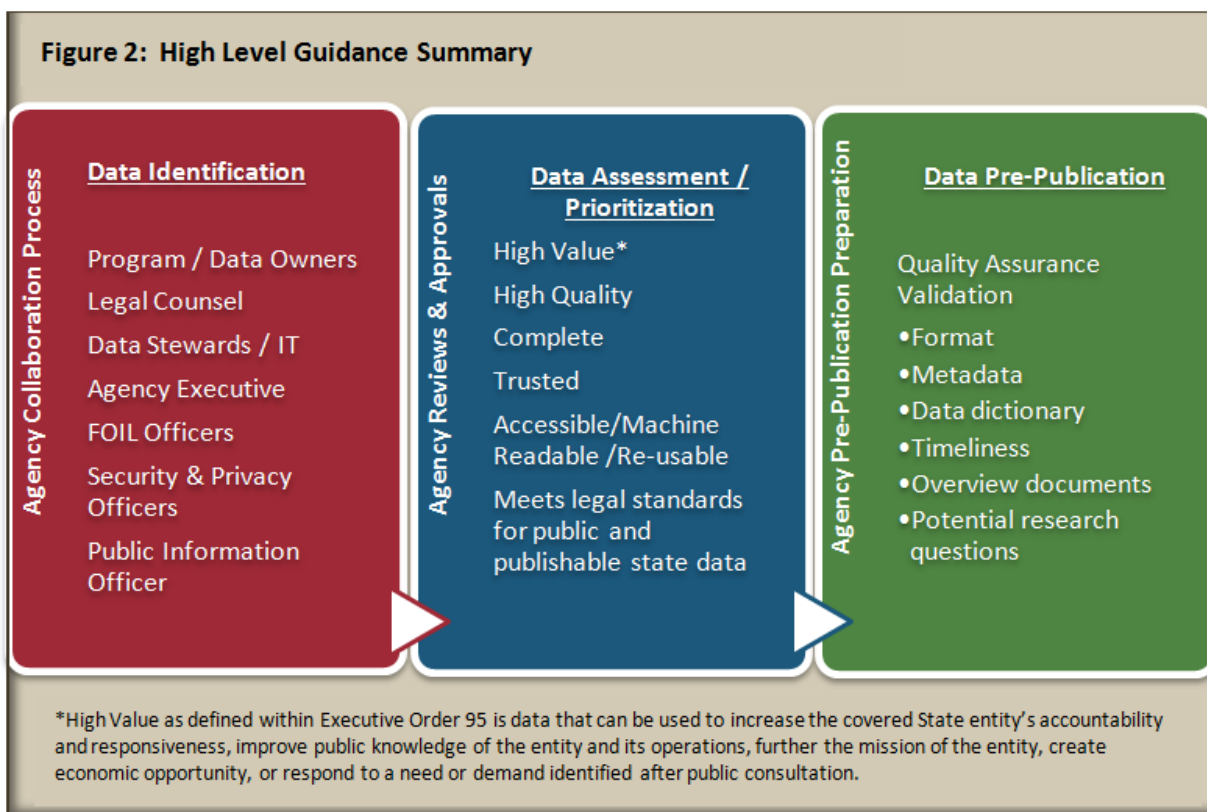 Figure 2: High Level Guidance Summary
Agency Collaboration Process
Data Identification
Program / Data Owners
Legal Counsel
Data Stewards / IT
Agency Executive
FOIL Officers
Security & Privacy
Officers
Public Information
Officer
Agency Reviews & Approvals
Data Assessment /
Prioritization
High Value*
High Quality
Complete
Trusted
Accessible/Machine
Readable /Re-usable
Meets legal standards
for public and
publishable state data
Agency Pre-Publication Preparation
Data Pre-Publication
Quality Assurance
Validation
•Format
•Metadata
•Data dictionary
•Timeliness
•Overview documents
•Potential research
questions
*High Value as defined within Executive Order 95 is data that can be used to increase the covered State entity's accountability
and responsiveness, improve public knowledge of the entity and its operations, further the mission of the entity, create
economic opportunity, or respond to a need or demand identified after public consultation.